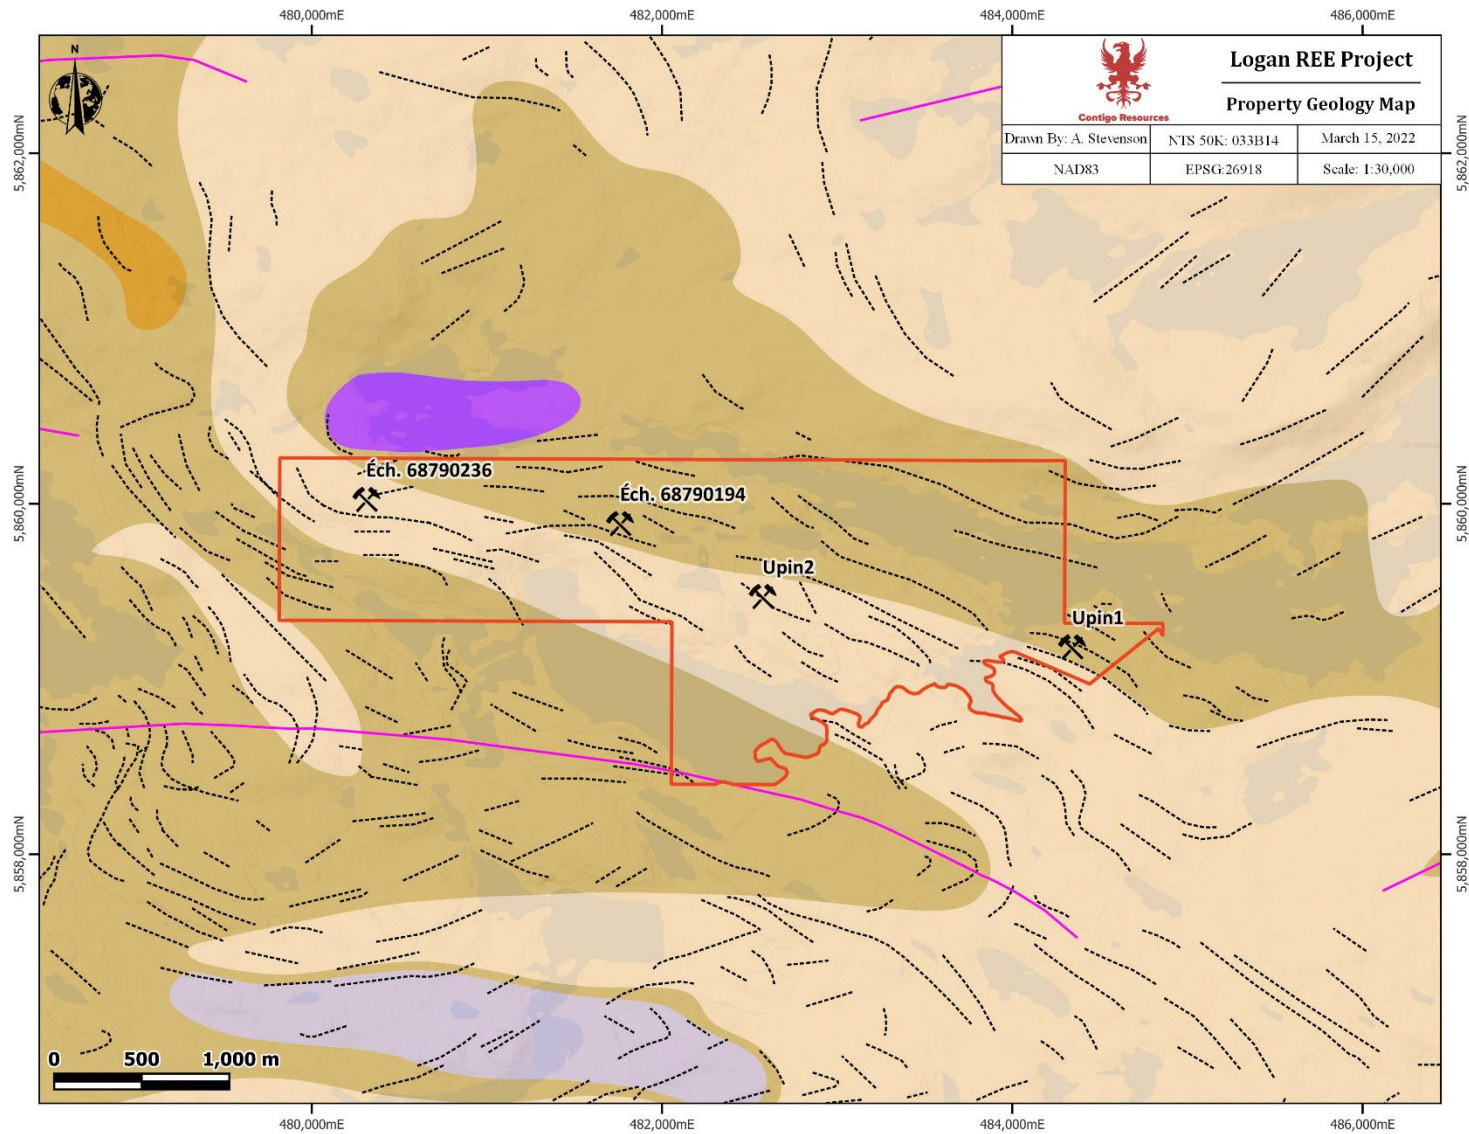 480,000mE 482,000mE 484,000mE 486,000mE
N
Logan REE Project
Contigo Resources
Property Geology Map
Drawn By: A. Stevenson NTS 50K: 033B14 March 15, 2022
NAD83 EPSG:26918 Scale: 1:30,000
5,862,000mN 5,862,000mN
Éch. 68790236
Éch. 68790194
5,860,000mN 5,860,000mN
Upin2
Upin1
5,858,000mN 5,858,000mN
0 500 1,000 m
480,000mE 482,000mE 484,000mE 486,000mE